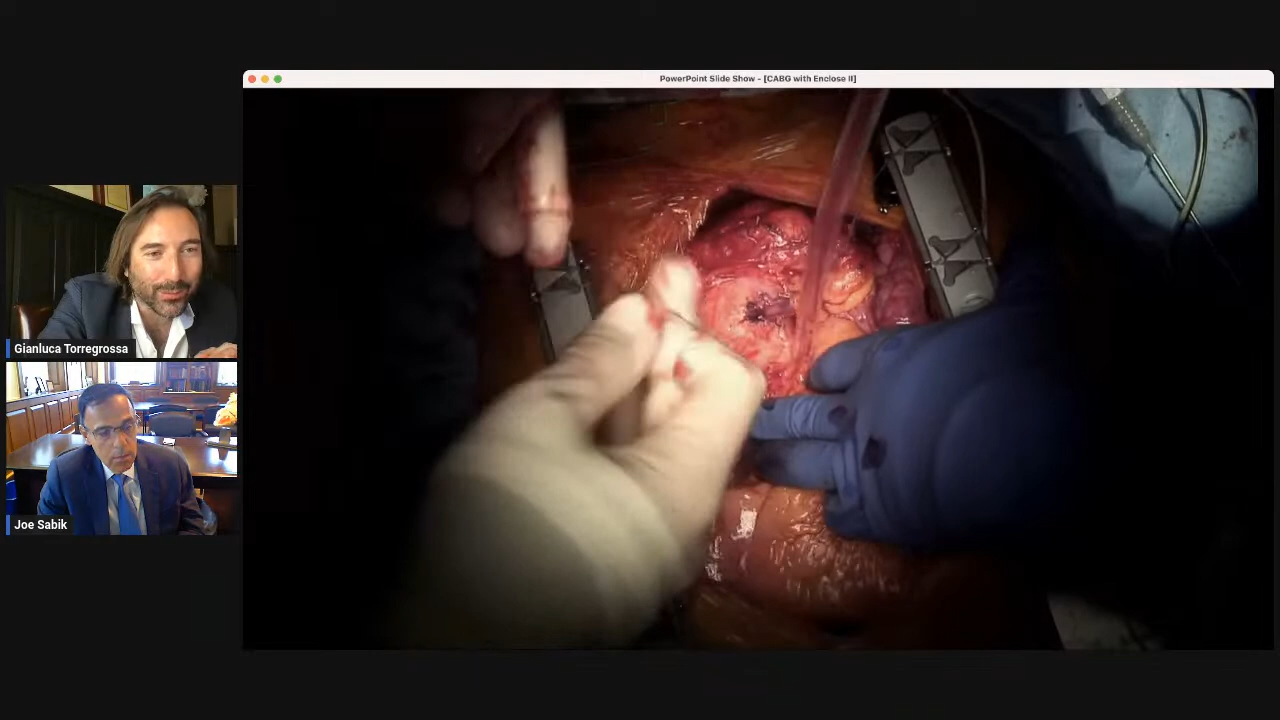 PowerPoint Slide Show - [CABG with Enclose II]
Gianluca Torregrossa
Joe Sabik